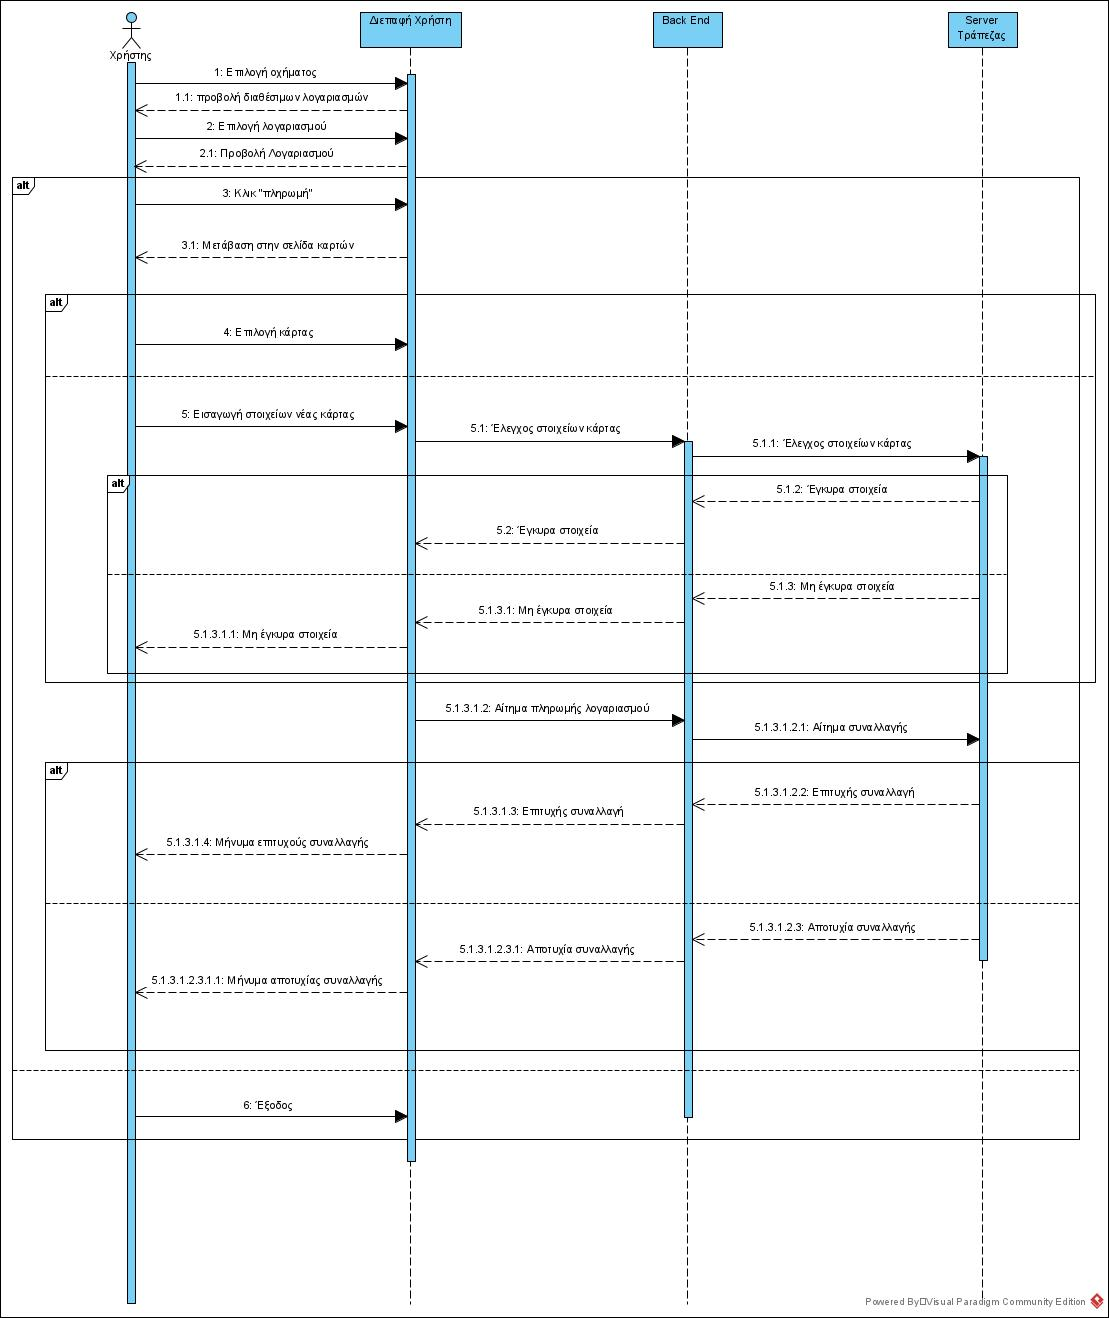 Διεπαφή Χρήστη
Back End
Server
Τράπεζας
Χρήστης
1: Επιλογή οχήματος
1.1: προβολή διαθέσιμων λογαριασμών
2: Επιλογή λογαριασμού
2.1: Προβολή Λογαριασμού
alt
3: Κλικ "πληρωμή"
3.1: Μετάβαση στην σελίδα καρτών
alt
4: Επιλογή κάρτας
5: Εισαγωγή στοιχείων νέας κάρτας
5.1: Έλεγχος στοιχείων κάρτας
5.1.1: Έλεγχος στοιχείων κάρτας
alt
5.1.2: Έγκυρα στοιχεία
5.2: Έγκυρα στοιχεία
5.1.3: Μη έγκυρα στοιχεία
5.1.3.1: Μη έγκυρα στοιχεία
5.1.3.1.1: Μη έγκυρα στοιχεία
5.1.3.1.2: Αίτημα πληρωμής λογαριασμού
5.1.3.1.2.1: Αίτημα συναλλαγής
alt
5.1.3.1.2.2: Επιτυχής συναλλαγή
5.1.3.1.3: Επιτυχής συναλλαγή
5.1.3.1.4: Μήνυμα επιτυχούς συναλλαγής
5.1.3.1.2.3: Αποτυχία συναλλαγής
5.1.3.1.2.3.1: Αποτυχία συναλλαγής
5.1.3.1.2.3.1.1: Μήνυμα αποτυχίας συναλλαγής
6: Έξοδος
Powered By Visual Paradigm Community Edition